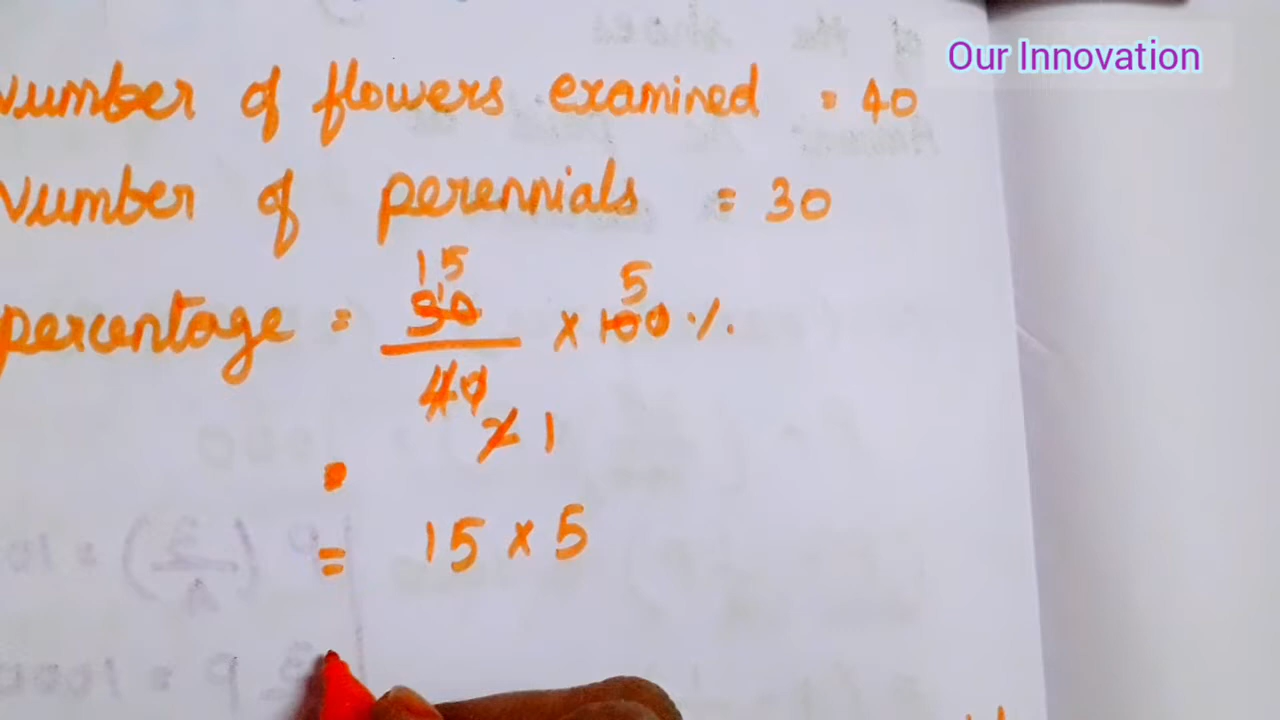 Our Innovation
Number of flowers examined = 40
Number of perennials = 30
15
30 5
percentage = ____ × 100 %
40
2 1
= 15 × 5